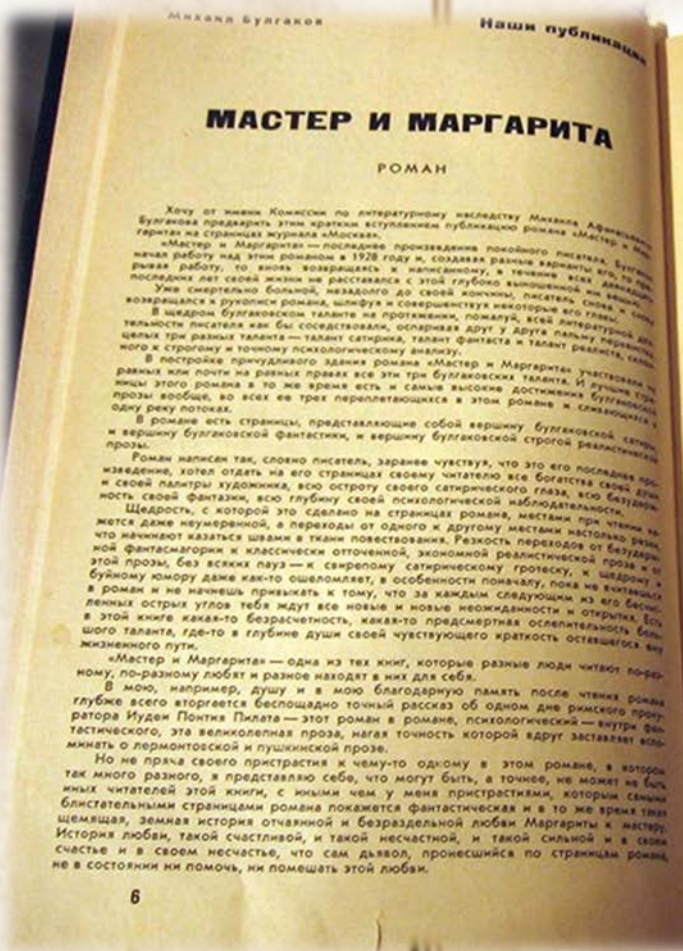 Михаил Булгаков
Наши публикации
МАСТЕР И МАРГАРИТА
РОМАН
Хочу от имени Комиссии по литературному наследству Михаила Афанасьевича
Булгакова предварить этим кратким вступлением публикацию романа «Мастер и Мар-
гарита» на страницах журнала «Москва».
«Мастер и Маргарита» — последнее произведение покойного писателя. Булгаков
начал работу над этим романом в 1928 году и, создавая разные варианты его, то пре-
рывая работу, то вновь возвращаясь к написанному, в течение всех двенадцати
последних лет своей жизни не расставался с этой глубоко выношенной им вещью.
Уже смертельно больной, незадолго до своей кончины, писатель снова и снова
возвращался к рукописи романа, шлифуя и совершенствуя некоторые его главы.
В щедром булгаковском таланте на протяжении, пожалуй, всей литературной дея-
тельности писателя как бы соседствовали, оспаривая друг у друга пальму первенства,
целых три разных таланта — талант сатирика, талант фантаста и талант реалиста,
ного к строгому и точному психологическому анализу.
В постройке причудливого здания романа «Мастер и Маргарита» участвовали на
равных или почти на равных правах все эти три булгаковских таланта. И лучшие стра-
ницы этого романа в то же время есть и самые высокие достижения булгаковской
прозы вообще, во всех ее трех переплетающихся в этом романе и сливающихся в
одну реку потоках.
В романе есть страницы, представляющие собой вершину булгаковской сатиры,
и вершину булгаковской фантастики, и вершину булгаковской строгой реалистической
прозы.
Роман написан так, словно писатель, заранее чувствуя, что это его последнее про-
изведение, хотел отдать на его страницах своему читателю все богатства своей души
и своей палитры художника, всю остроту своего сатирического глаза, всю безудерж-
ность своей фантазии, всю глубину своей психологической наблюдательности.
Щедрость, с которой это сделано на страницах романа, местами при чтении ка-
жется даже неумеренной, а переходы от одного к другому местами настолько резки,
что начинают казаться швами в ткани повествования. Резкость переходов от безудерж-
ной фантасмагории к классически отточенной, экономной реалистической прозе и от
этой прозы, без всяких пауз — к свирепому сатирическому гротеску, к щедрому и
буйному юмору даже как-то ошеломляет, в особенности поначалу, пока не вчитаешься
в роман и не начнешь привыкать к тому, что за каждым следующим из его бесчис-
ленных острых углов тебя ждут все новые и новые неожиданности и открытия. Есть
в этой книге какая-то безрасчетность, какая-то предсмертная ослепительность боль-
шого таланта, где-то в глубине души своей чувствующего краткость оставшегося ему
жизненного пути.
«Мастер и Маргарита» — одна из тех книг, которые разные люди читают по-раз-
ному, по-разному любят и разное находят в них для себя.
В мою, например, душу и в мою благодарную память после чтения романа
глубже всего вторгается беспощадно точный рассказ об одном дне римского проку-
ратора Иудеи Понтия Пилата — этот роман в романе, психологический — внутри фан-
тастического, эта великолепная проза, нагая точность которой вдруг заставляет вспо-
минать о лермонтовской и пушкинской прозе.
Но не пряча своего пристрастия к чему-то одному в этом романе, в котором
так много разного, я представляю себе, что могут быть, а точнее, не может не быть
иных читателей этой книги, с иными чем у меня пристрастиями, которым самыми
блистательными страницами романа покажется фантастическая и в то же время такая
щемящая, земная история отчаянной и безраздельной любви Маргариты к мастеру.
История любви, такой счастливой, и такой несчастной, и такой сильной и в своем
счастье и в своем несчастье, что сам дьявол, пронесшийся по страницам романа,
не в состоянии ни помочь, ни помешать этой любви.
6